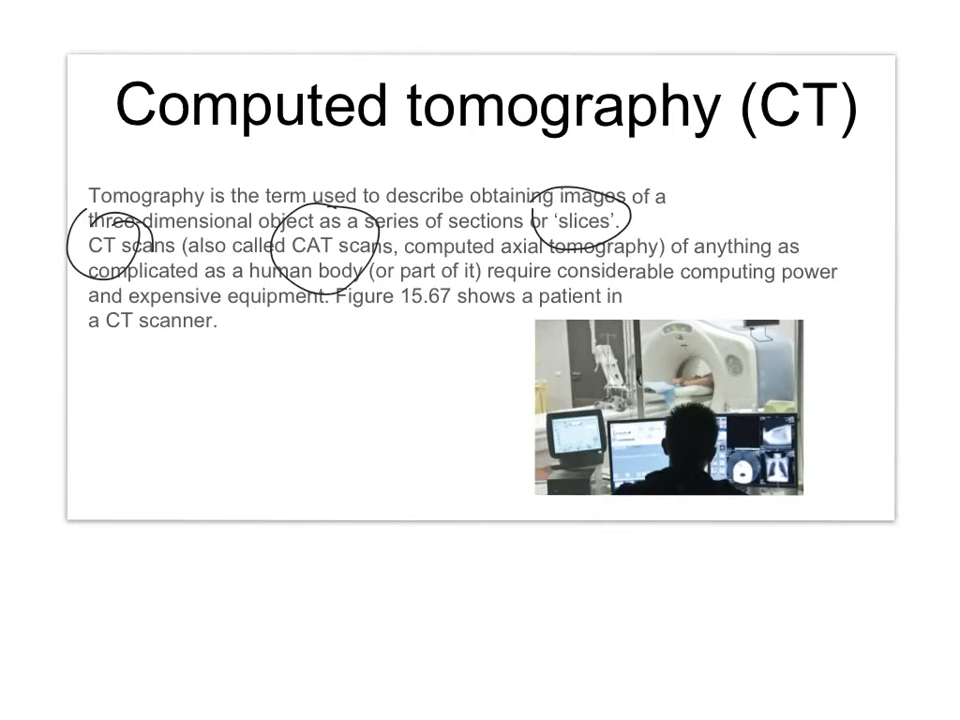 Computed tomography (CT)
Tomography is the term used to describe obtaining images of a
three-dimensional object as a series of sections or ‘slices’.
CT scans (also called CAT scans, computed axial tomography) of anything as
complicated as a human body (or part of it) require considerable computing power
and expensive equipment. Figure 15.67 shows a patient in
a CT scanner.